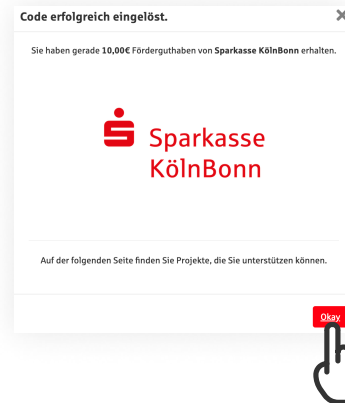 Code erfolgreich eingelöst.
Sie haben gerade 10,00€ Förderguthaben von Sparkasse KölnBonn erhalten.
Sparkasse
KölnBonn
Auf der folgenden Seite finden Sie Projekte, die Sie unterstützen können.
Okay